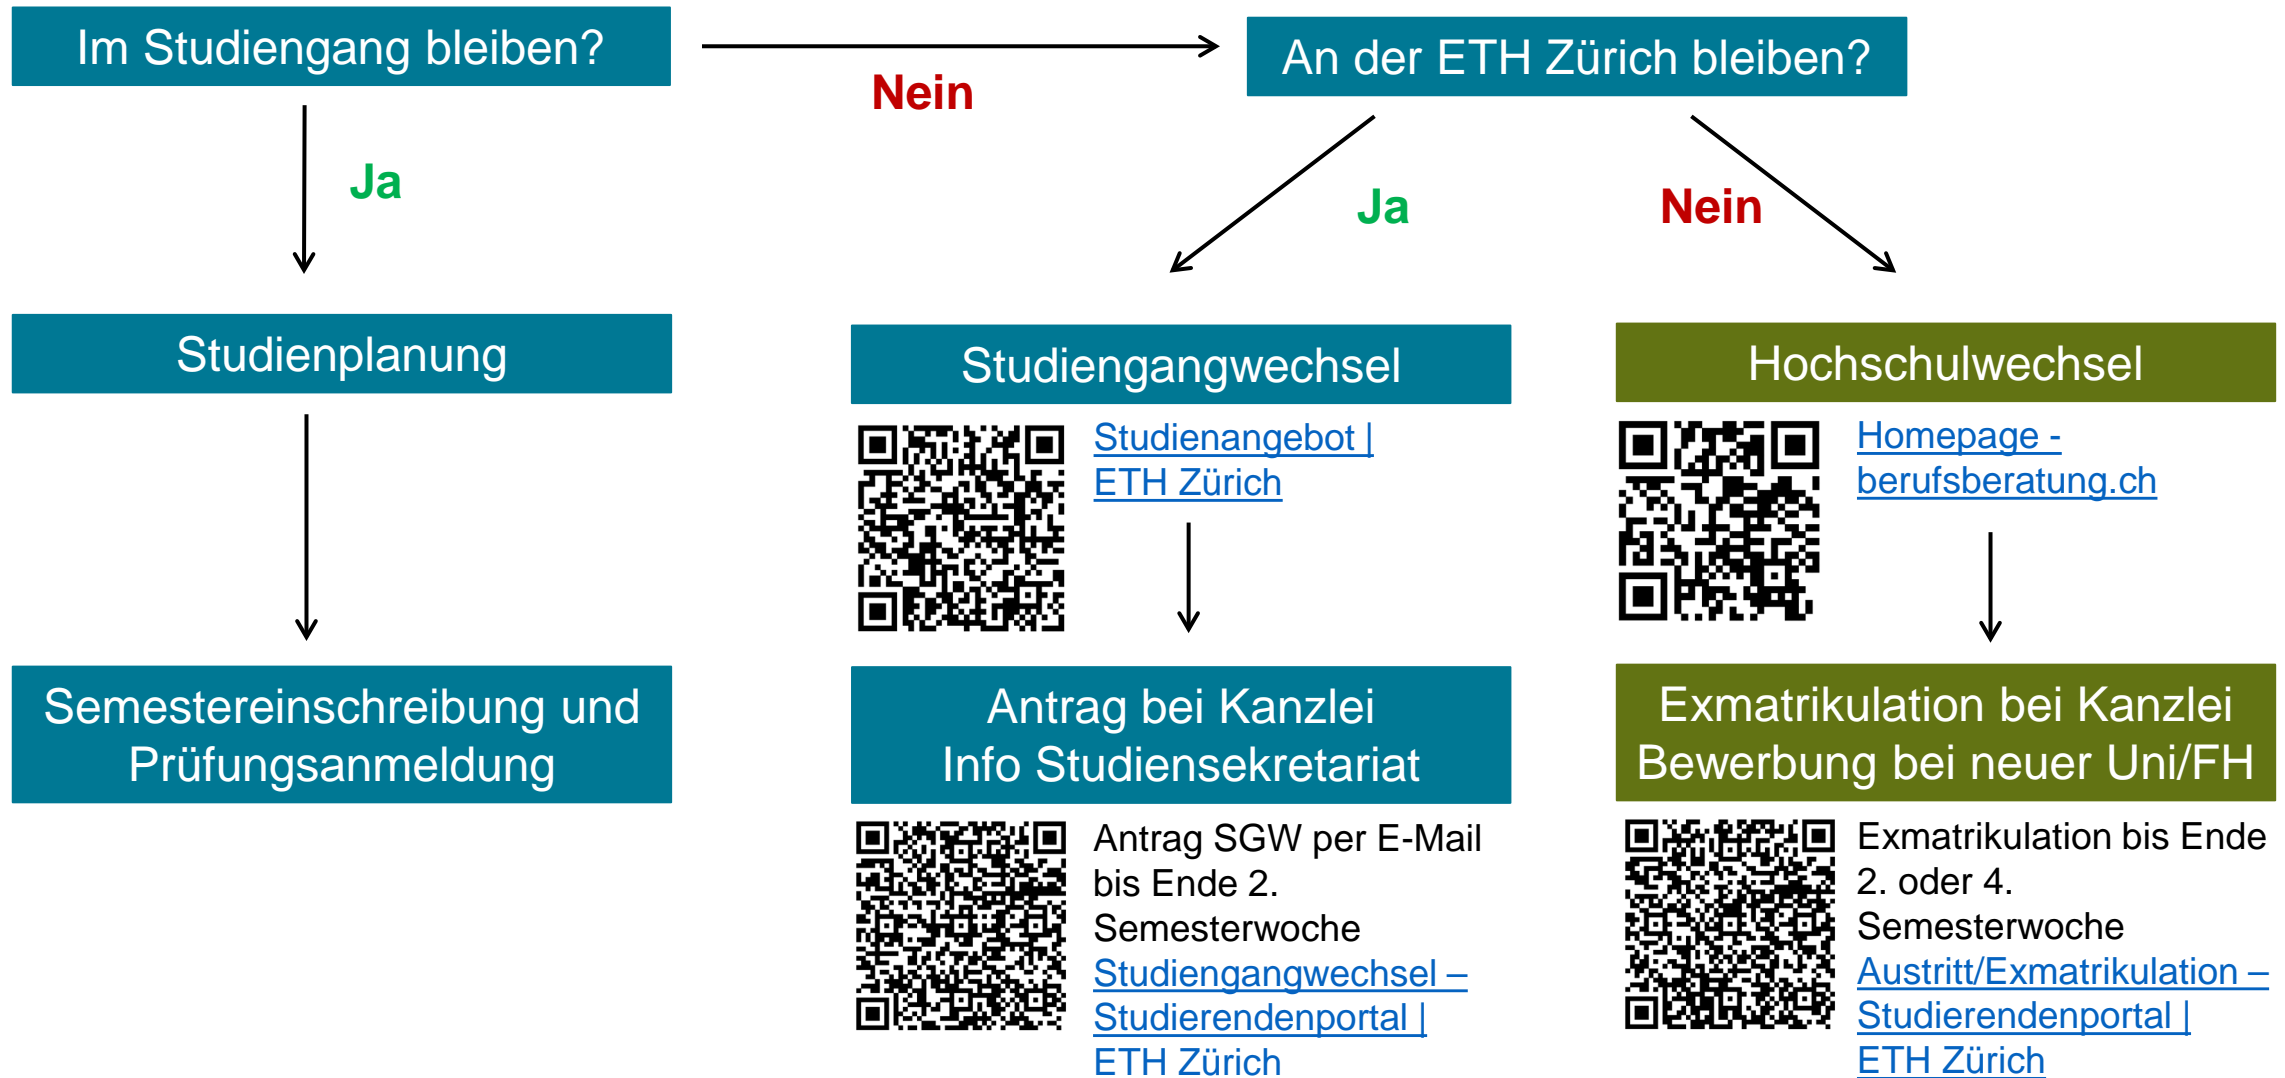 Im Studiengang bleiben?
Nein
An der ETH Zürich bleiben?
Ja
Ja
Nein
Studienplanung
Studiengangwechsel
Hochschulwechsel
Studienangebot |
ETH Zürich
Homepage -
berufsberatung.ch
Semestereinschreibung und
Prüfungsanmeldung
Antrag bei Kanzlei
Info Studiensekretariat
Exmatrikulation bei Kanzlei
Bewerbung bei neuer Uni/FH
Antrag SGW per E-Mail
bis Ende 2.
Semesterwoche
Studiengangwechsel –
Studierendenportal |
ETH Zürich
Exmatrikulation bis Ende
2. oder 4.
Semesterwoche
Austritt/Exmatrikulation –
Studierendenportal |
ETH Zürich